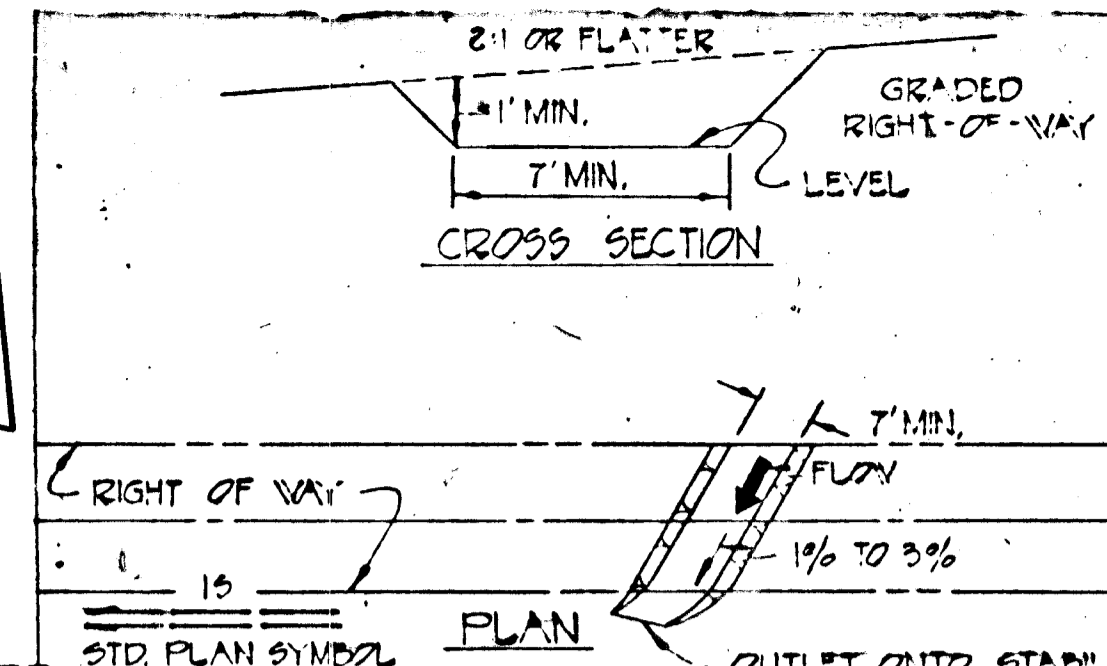 2:1 OR FLATTER
1' MIN.
GRADED
RIGHT-OF-WAY
7' MIN.
LEVEL
CROSS SECTION
7' MIN.
FLOW
RIGHT OF WAY
1% TO 3%
PLAN
STD. PLAN SYMBOL
OUTLET ONTO